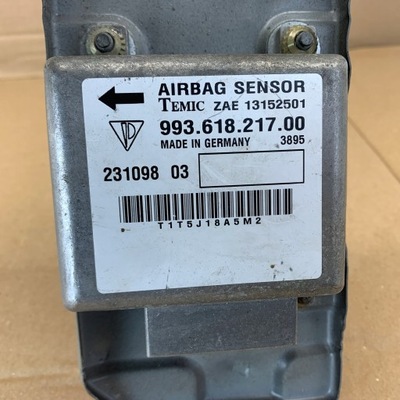 AIRBAG SENSOR
TEMIC ZAE 13152501
993.618.217.00
MADE IN GERMANY 3895
231098 03
T1T5J18A5M2